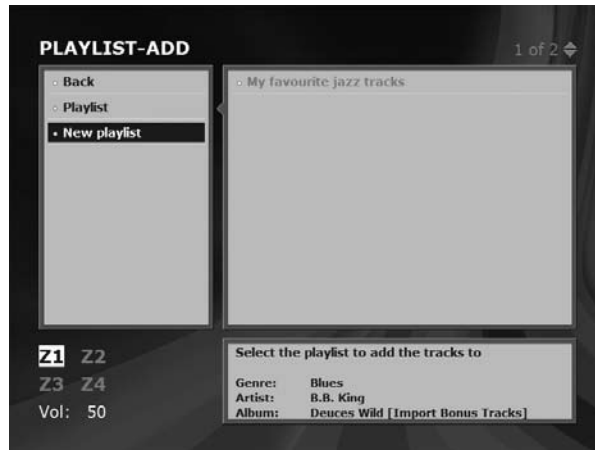 PLAYLIST-ADD
1 of 2
Back
Playlist
New playlist
My favourite jazz tracks
Z1 Z2
Z3 Z4
Vol: 50
Select the playlist to add the tracks to
Genre: Blues
Artist: B.B. King
Album: Deuces Wild [Import Bonus Tracks]